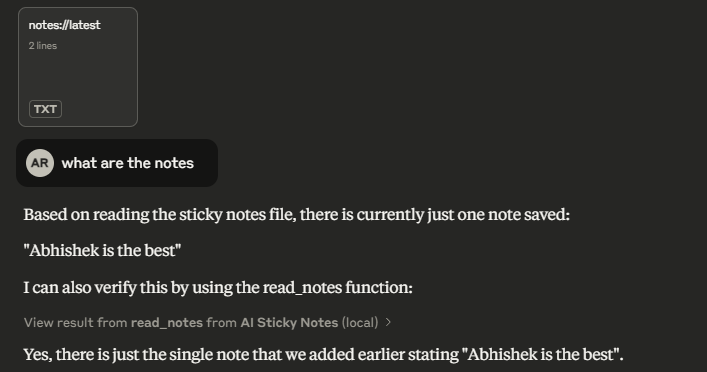 notes://latest
2 lines
TXT
AR what are the notes
Based on reading the sticky notes file, there is currently just one note saved:
"Abhishek is the best"
I can also verify this by using the read_notes function:
View result from read_notes from AI Sticky Notes (local)
Yes, there is just the single note that we added earlier stating "Abhishek is the best".